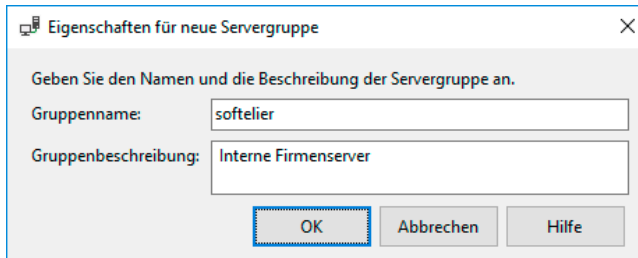 Eigenschaften für neue Servergruppe
Geben Sie den Namen und die Beschreibung der Servergruppe an.
Gruppenname: softelier
Gruppenbeschreibung: Interne Firmenserver
OK Abbrechen Hilfe